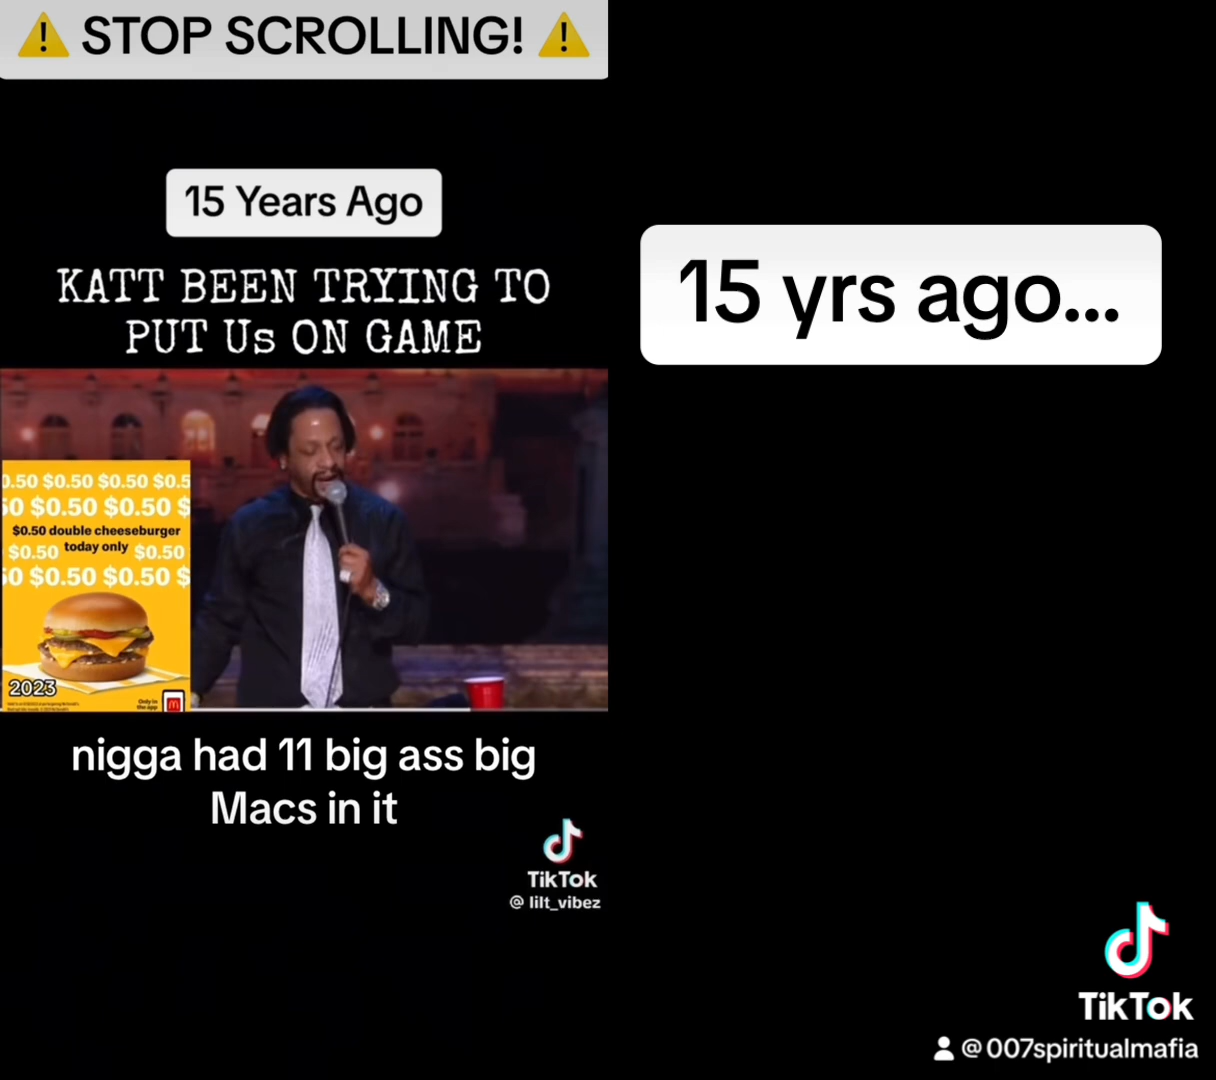 ⚠️ STOP SCROLLING! ⚠️
15 Years Ago
KATT BEEN TRYING TO
PUT Us ON GAME
0.50 $0.50 $0.50 $0.5
50 $0.50 $0.50 $
$0.50 double cheeseburger
$0.50 today only $0.50
50 $0.50 $0.50 $
2023
Only in
the app
nigga had 11 big ass big
Macs in it
TikTok
@ lilt_vibez
15 yrs ago...
TikTok
@007spiritualmafia